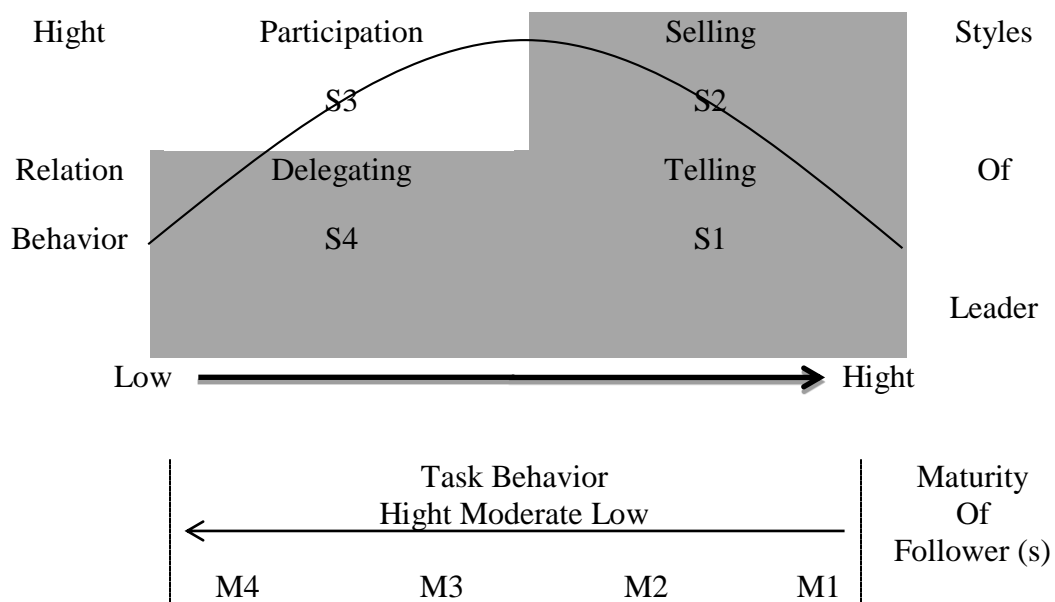 Hight Participation Selling Styles
S3 S2
Relation Delegating Telling Of
Behavior S4 S1
Leader
Low Hight
Task Behavior Maturity
Hight Moderate Low Of
Follower (s)
M4 M3 M2 M1